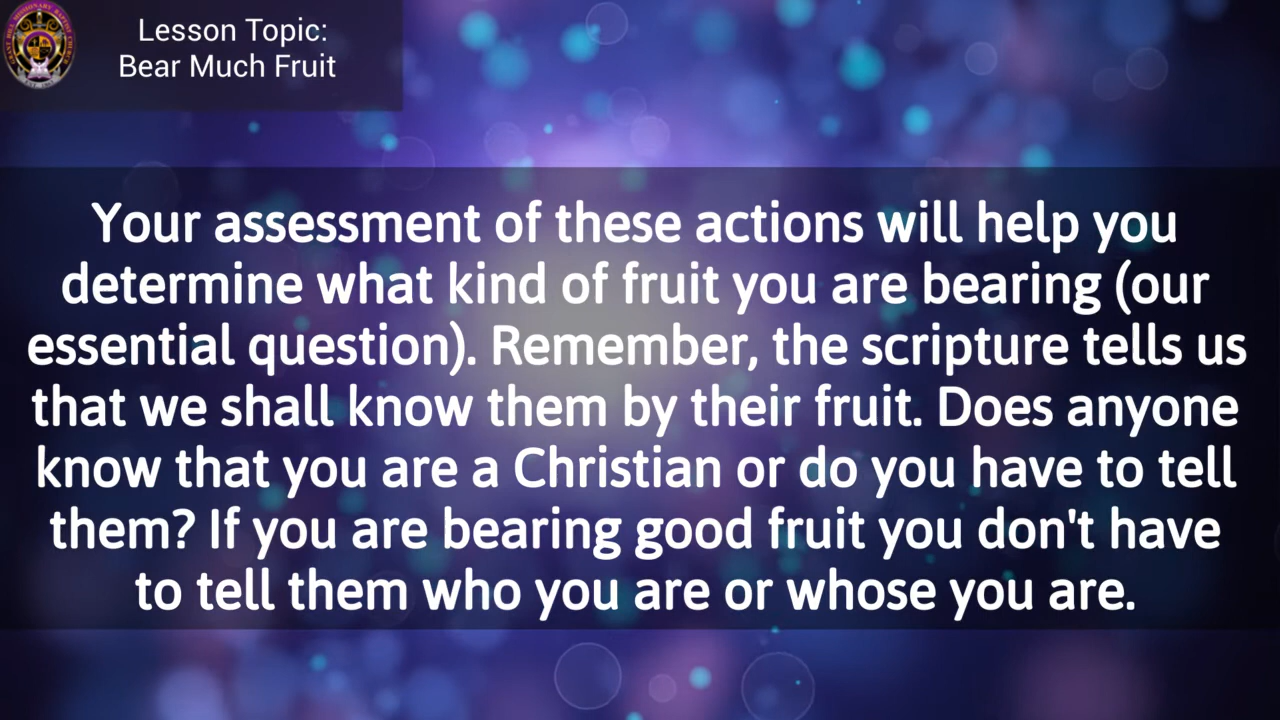 Lesson Topic:
Bear Much Fruit
Your assessment of these actions will help you
determine what kind of fruit you are bearing (our
essential question). Remember, the scripture tells us
that we shall know them by their fruit. Does anyone
know that you are a Christian or do you have to tell
them? If you are bearing good fruit you don't have
to tell them who you are or whose you are.